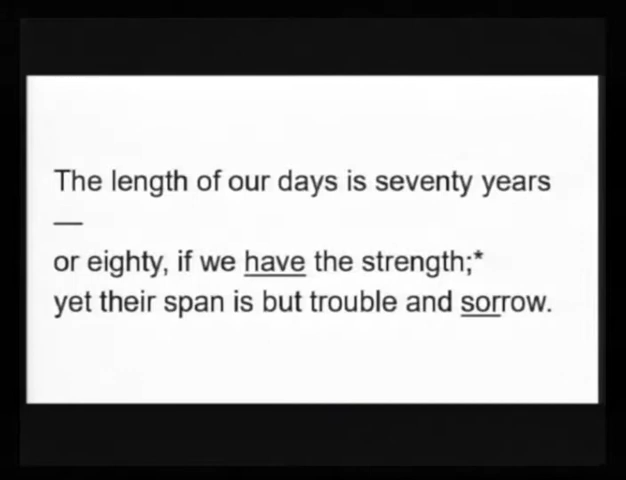 The length of our days is seventy years
—
or eighty, if we have the strength;*
yet their span is but trouble and sorrow.